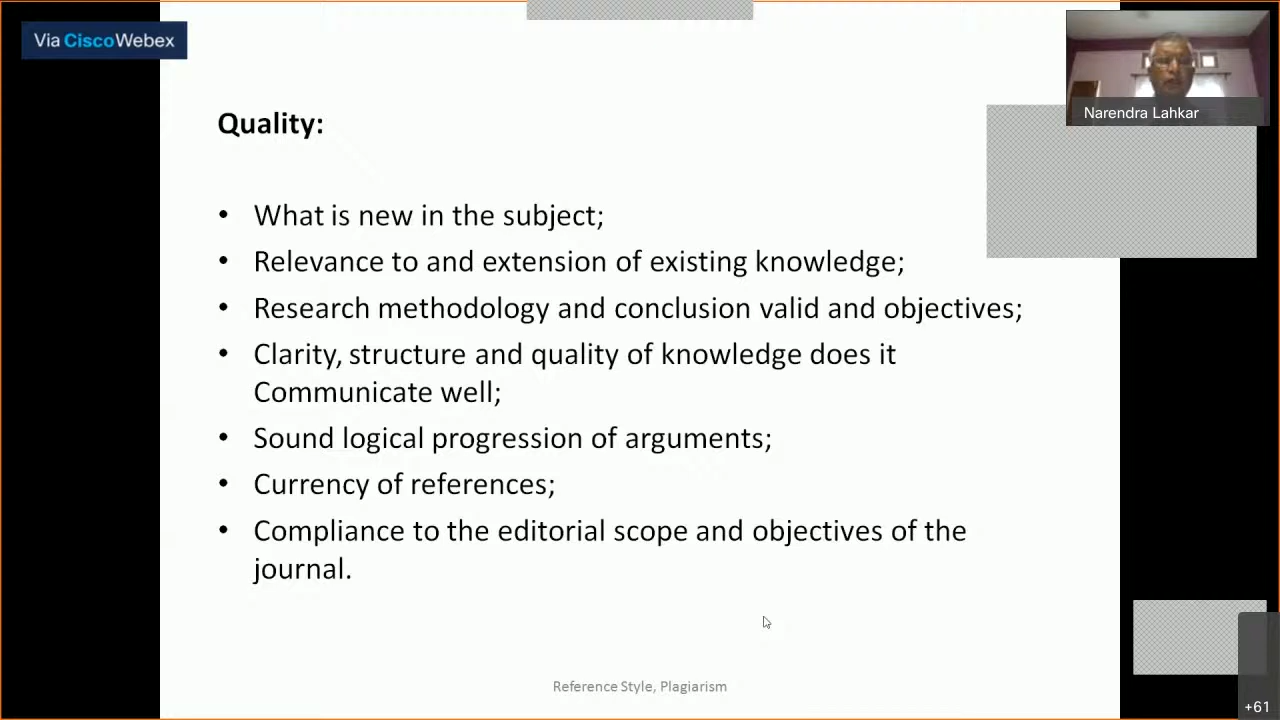 Via CiscoWebex
Narendra Lahkar
Quality:
• What is new in the subject;
• Relevance to and extension of existing knowledge;
• Research methodology and conclusion valid and objectives;
• Clarity, structure and quality of knowledge does it
Communicate well;
• Sound logical progression of arguments;
• Currency of references;
• Compliance to the editorial scope and objectives of the
journal.
Reference Style, Plagiarism
+61